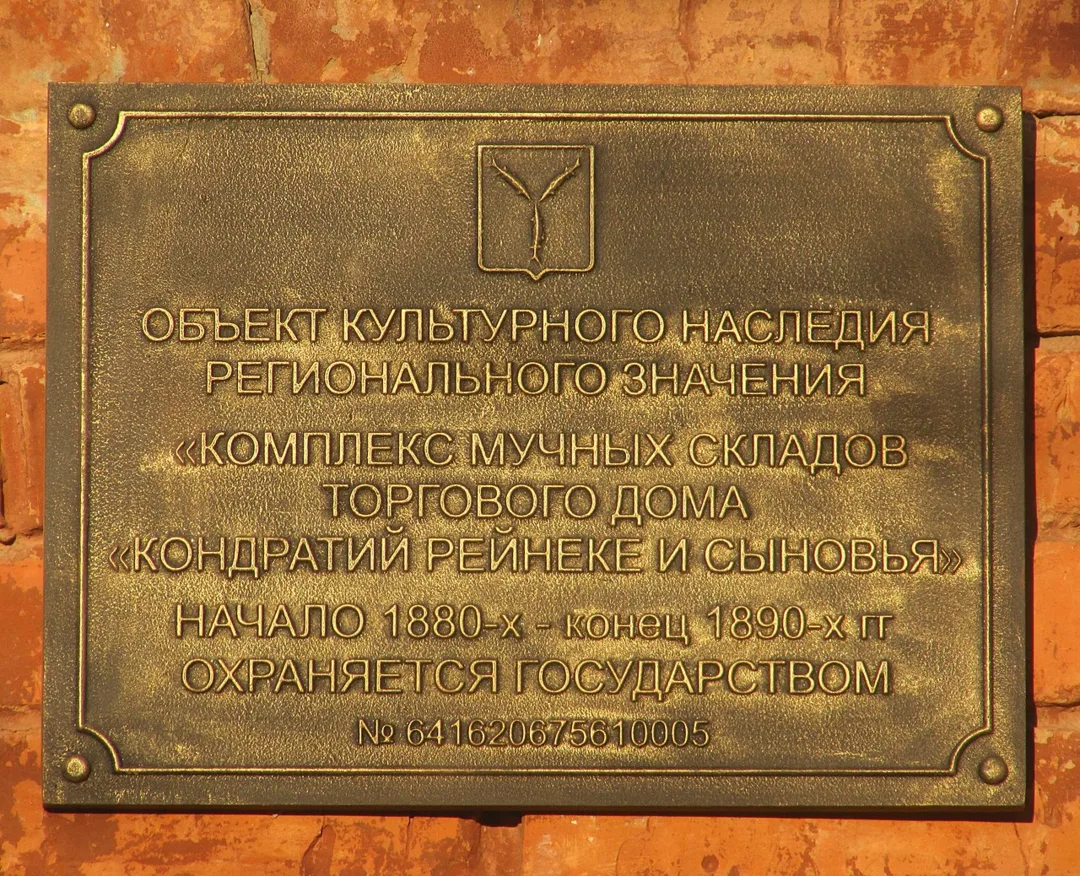 ОБЪЕКТ КУЛЬТУРНОГО НАСЛЕДИЯ
РЕГИОНАЛЬНОГО ЗНАЧЕНИЯ
«КОМПЛЕКС МУЧНЫХ СКЛАДОВ
ТОРГОВОГО ДОМА
«КОНДРАТИЙ РЕЙНЕКЕ И СЫНОВЬЯ»
НАЧАЛО 1880-х - конец 1890-х гг
ОХРАНЯЕТСЯ ГОСУДАРСТВОМ
№ 641620675610005